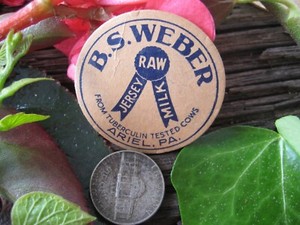 B.S. WEBER
RAW
JERSEY
MILK
FROM TUBERCULIN TESTED COWS
ARIEL, PA.